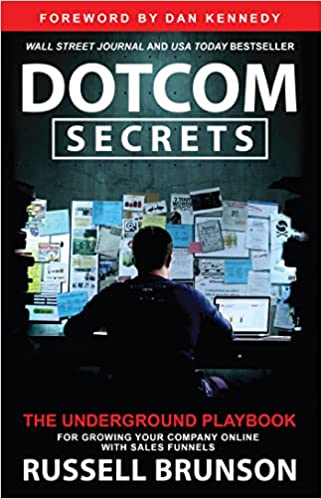 FOREWORD BY DAN KENNEDY
WALL STREET JOURNAL AND USA TODAY BESTSELLER
DOTCOM
SECRETS
THE UNDERGROUND PLAYBOOK
FOR GROWING YOUR COMPANY ONLINE
WITH SALES FUNNELS
RUSSELL BRUNSON